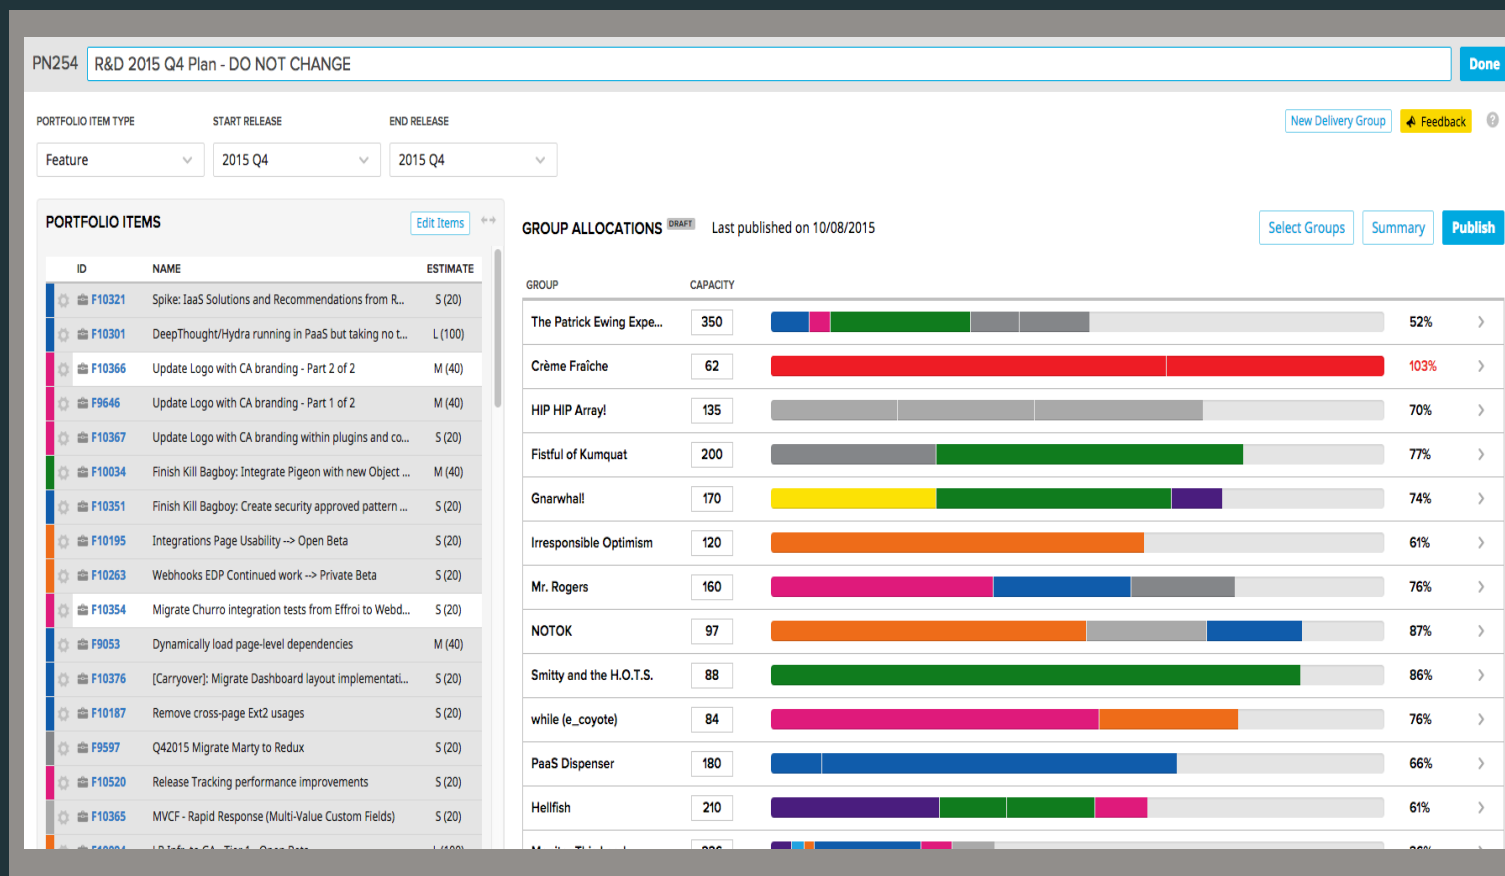 PN254 R&D 2015 Q4 Plan - DO NOT CHANGE Done
PORTFOLIO ITEM TYPE START RELEASE END RELEASE
New Delivery Group Feedback ?
Feature 2015 Q4 2015 Q4
PORTFOLIO ITEMS Edit Items
ID NAME ESTIMATE
F10321 Spike: IaaS Solutions and Recommendations from R... S (20)
F10301 DeepThought/Hydra running in PaaS but taking no t... L (100)
F10366 Update Logo with CA branding - Part 2 of 2 M (40)
F9646 Update Logo with CA branding - Part 1 of 2 M (40)
F10367 Update Logo with CA branding within plugins and co... S (20)
F10034 Finish Kill Bagboy: Integrate Pigeon with new Object ... M (40)
F10351 Finish Kill Bagboy: Create security approved pattern ... S (20)
F10195 Integrations Page Usability --> Open Beta S (20)
F10263 Webhooks EDP Continued work --> Private Beta S (20)
F10354 Migrate Churro integration tests from Effroi to Webd... S (20)
F9053 Dynamically load page-level dependencies M (40)
F10376 [Carryover]: Migrate Dashboard layout implementati... S (20)
F10187 Remove cross-page Ext2 usages S (20)
F9597 Q42015 Migrate Marty to Redux S (20)
F10520 Release Tracking performance improvements S (20)
F10365 MVCF - Rapid Response (Multi-Value Custom Fields) S (20)
GROUP ALLOCATIONS DRAFT Last published on 10/08/2015 Select Groups Summary Publish
GROUP CAPACITY
The Patrick Ewing Expe... 350 52%
Crème Fraîche 62 103%
HIP HIP Array! 135 70%
Fistful of Kumquat 200 77%
Gnarwhal! 170 74%
Irresponsible Optimism 120 61%
Mr. Rogers 160 76%
NOTOK 97 87%
Smitty and the H.O.T.S. 88 86%
while (e_coyote) 84 76%
PaaS Dispenser 180 66%
Hellfish 210 61%